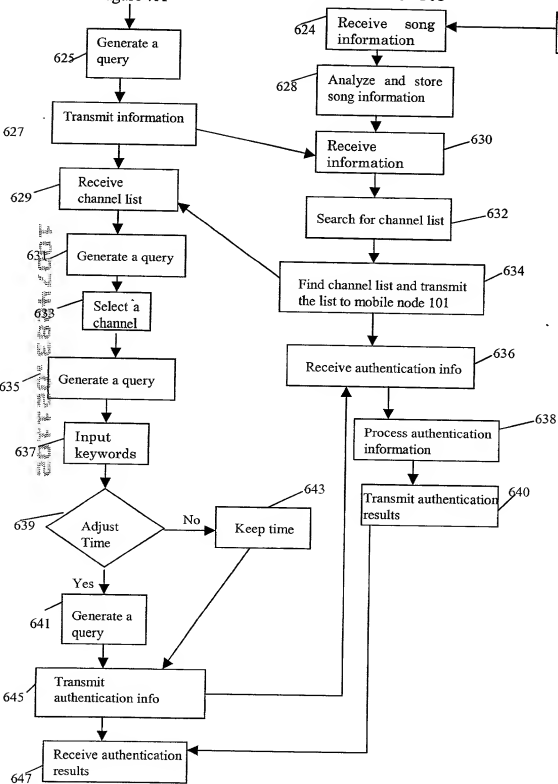 624
Receive song
information
Generate a
query
625
628
Analyze and store
song information
Transmit information
627
Receive
information
630
Receive
channel list
629
Search for channel list
632
Generate a query
Find channel list and transmit
the list to mobile node 101
634
Select a
channel
633
Receive authentication info
636
635
Generate a query
Process authentication
information
638
Input
keywords
637
Transmit authentication
results
640
643
Adjust
Time
639
No
Keep time
Yes
Generate a
query
641
Transmit
authentication info
645
Receive authentication
results
647